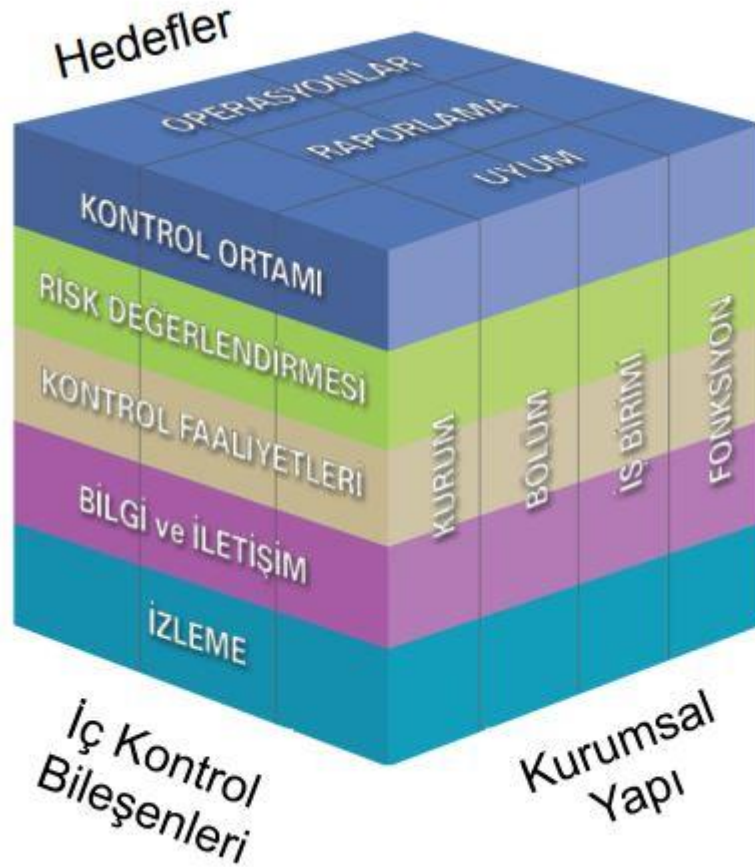 Hedefler
OPERASYONLAR
RAPORLAMA
UYUM
KONTROL ORTAMI
RİSK DEĞERLENDİRMESİ
KONTROL FAALİYETLERİ
BİLGİ ve İLETİŞİM
İZLEME
KURUM
BÖLÜM
İŞ BİRİMİ
FONKSİYON
İç Kontrol
Bileşenleri
Kurumsal
Yapı